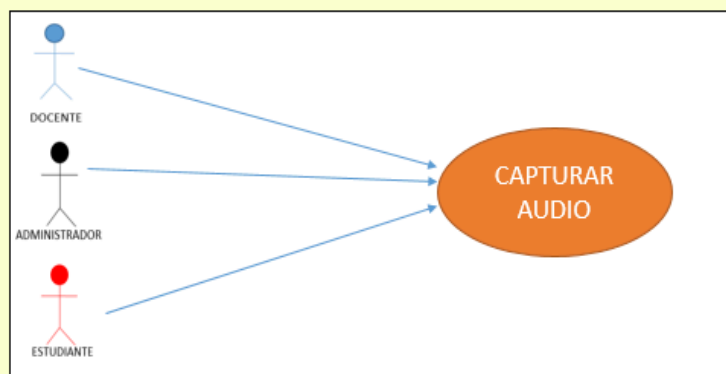 DOCENTE
ADMINISTRADOR
ESTUDIANTE
CAPTURAR
AUDIO